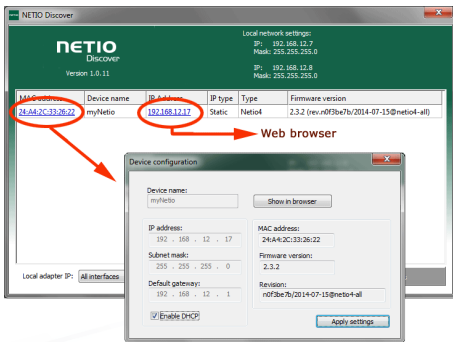 NETIO Discover
NETIO
Discover
Version 1.0.11
Local network settings:
IP: 192.168.12.7
Mask: 255.255.255.0
IP: 192.168.12.8
Mask: 255.255.255.0
MAC address Device name IP Address IP type Type Firmware version
24:A4:2C:33:26:22 myNetio 192.168.12.17 Static Netio4 2.3.2 (rev.n0f3be7b/2014-07-15@netio4-all)
Web browser
Device configuration
Device name:
myNetio Show in browser
IP address: MAC address:
192 . 168 . 12 . 17 24:A4:2C:33:26:22
Subnet mask: Firmware version:
255 . 255 . 255 . 0 2.3.2
Default gateway: Revision:
192 . 168 . 12 . 1 n0f3be7b/2014-07-15@netio4-all
Enable DHCP
Apply settings
Local adapter IP: All interfaces